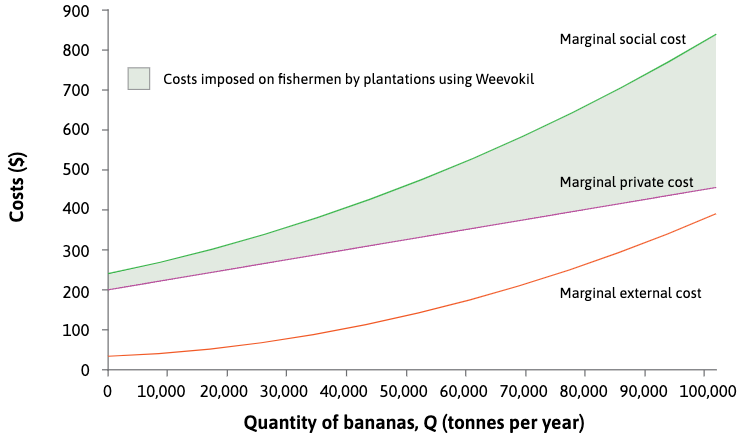 900
800
700
600
500
400
300
200
100
0
Costs ($)
Marginal social cost
Costs imposed on fishermen by plantations using Weevokil
Marginal private cost
Marginal external cost
0 10,000 20,000 30,000 40,000 50,000 60,000 70,000 80,000 90,000 100,000
Quantity of bananas, Q (tonnes per year)